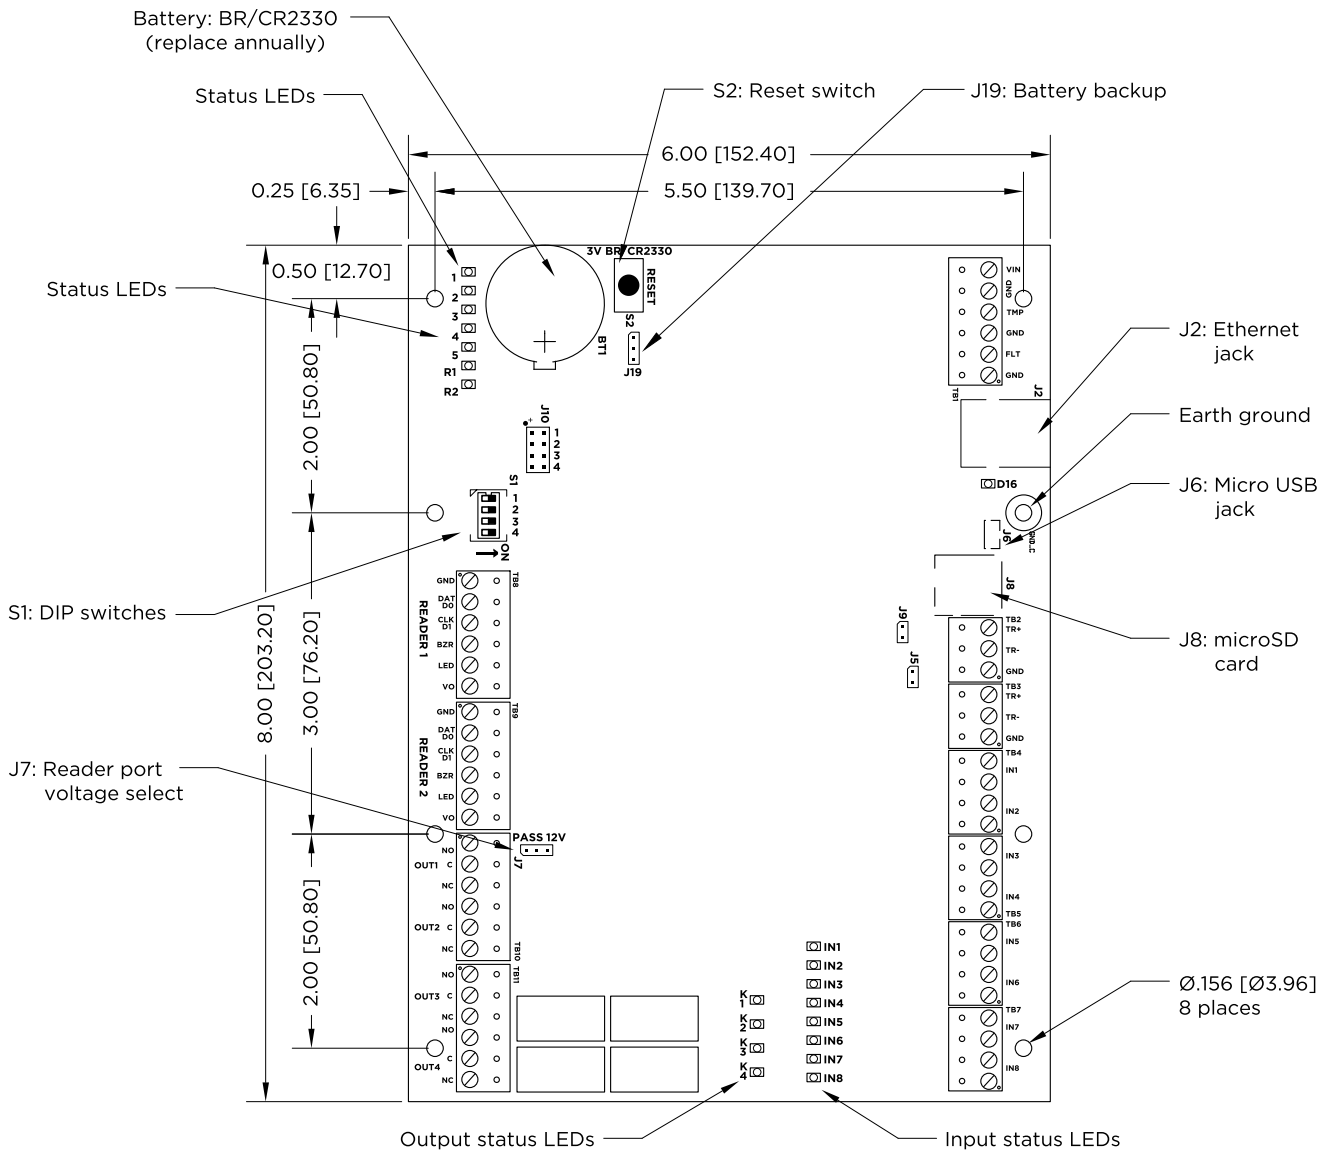 Battery: BR/CR2330
(replace annually)
Status LEDs
S2: Reset switch
J19: Battery backup
6.00 [152.40]
0.25 [6.35]
5.50 [139.70]
0.50 [12.70]
Status LEDs
3V BR/CR2330
RESET
S2
BT1
J19
1
2
3
4
5
R1
R2
VIN
GND
TMP
GND
FLT
GND
TB1
J2
J2: Ethernet
jack
Earth ground
J6: Micro USB
jack
2.00 [50.80]
J10
+
1
2
3
4
S1
1
2
3
4
ON
D16
J6
GND_C
J8
S1: DIP switches
8.00 [203.20]
3.00 [76.20]
READER 1
GND
DAT
D0
CLK
D1
BZR
LED
VO
TB8
READER 2
GND
DAT
D0
CLK
D1
BZR
LED
VO
TB9
J9
J5
J8: microSD
card
TB2
TR+
TR-
GND
TB3
TR+
TR-
GND
TB4
IN1
IN2
J7: Reader port
voltage select
PASS 12V
J7
NO
OUT1 C
NC
NO
OUT2 C
NC
TB10
TB11
NO
OUT3 C
NC
NO
C
OUT4
NC
2.00 [50.80]
IN3
IN4
TB5
TB6
IN5
IN6
TB7
IN7
IN8
K
1
K
2
K
3
K
4
IN1
IN2
IN3
IN4
IN5
IN6
IN7
IN8
Ø.156 [Ø3.96]
8 places
Output status LEDs
Input status LEDs